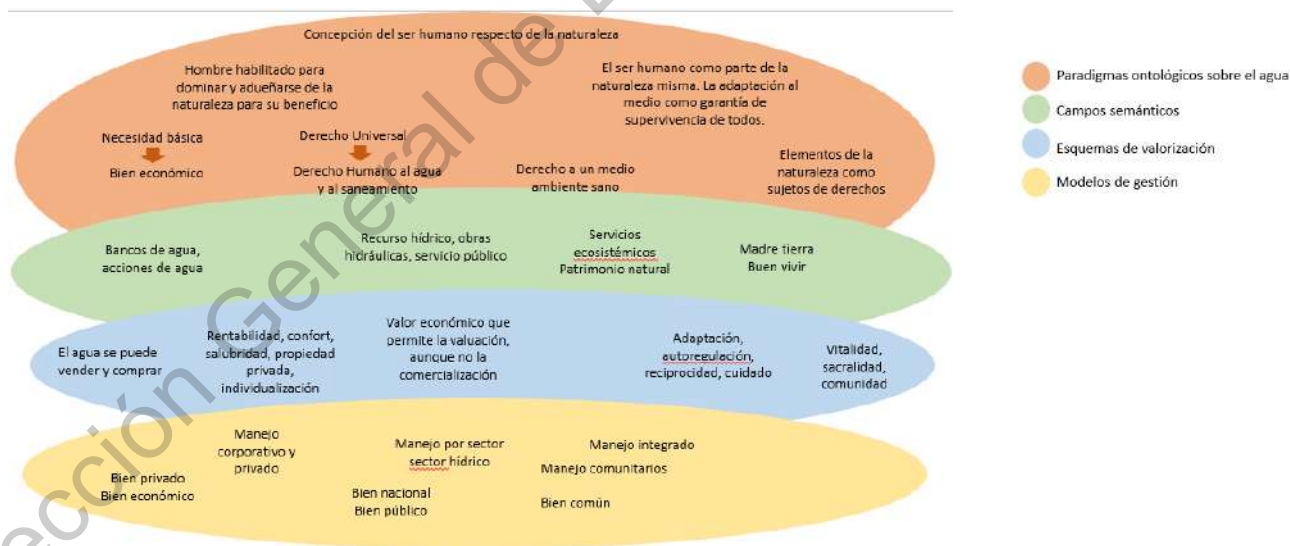 Concepción del ser humano respecto de la naturaleza
Hombre habilitado para
dominar y adueñarse de la
naturaleza para su beneficio
El ser humano como parte de la
naturaleza misma. La adaptación al
medio como garantía de
supervivencia de todos.
Necesidad básica
Bien económico
Derecho Universal
Derecho Humano al agua
y al saneamiento
Derecho a un medio
ambiente sano
Elementos de la
naturaleza como
sujetos de derechos
Bancos de agua,
acciones de agua
Recurso hídrico, obras
hidráulicas, servicio público
Servicios
ecosistémicos
Patrimonio natural
Madre tierra
Buen vivir
El agua se puede
vender y comprar
Rentabilidad, confort,
salubridad, propiedad
privada,
individualización
Valor económico que
permite la valuación,
aunque no la
comercialización
Adaptación,
autoregulación,
reciprocidad, cuidado
Vitalidad,
sacralidad,
comunidad
Bien privado
Bien económico
Manejo
corporativo y
privado
Manejo por sector
sector hídrico
Bien nacional
Bien público
Manejo integrado
Manejo comunitarios
Bien común
Paradigmas ontológicos sobre el agua
Campos semánticos
Esquemas de valorización
Modelos de gestión
ección General de